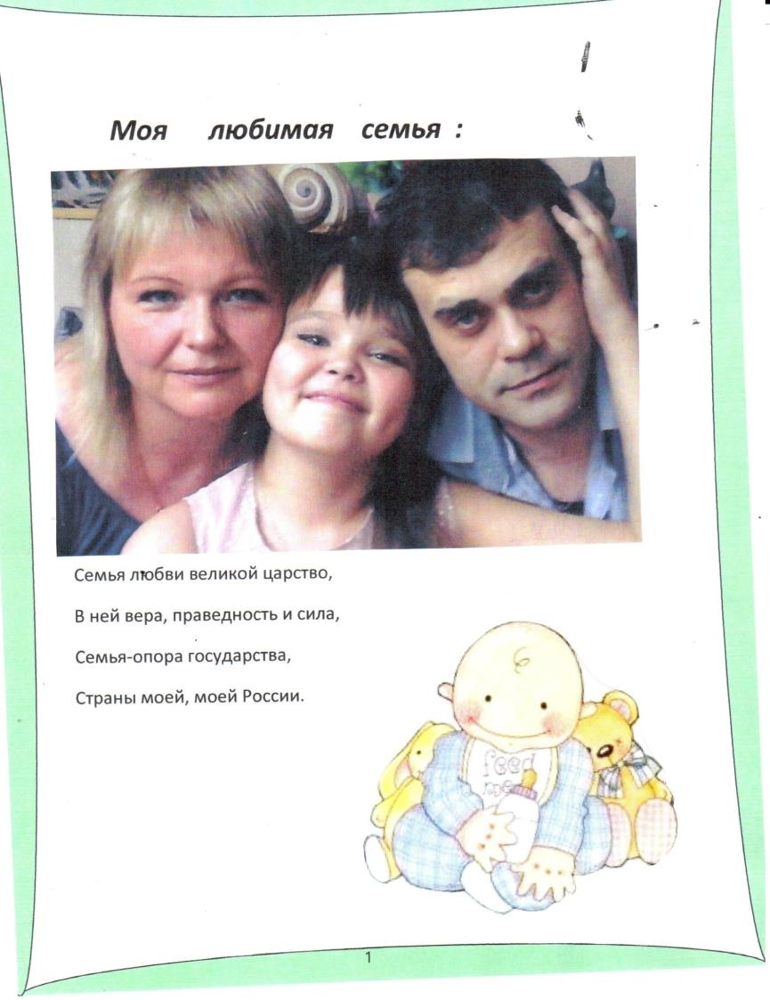 Моя любимая семья :
Семья любви великой царство,
В ней вера, праведность и сила,
Семья-опора государства,
Страны моей, моей России.
feed
me
1